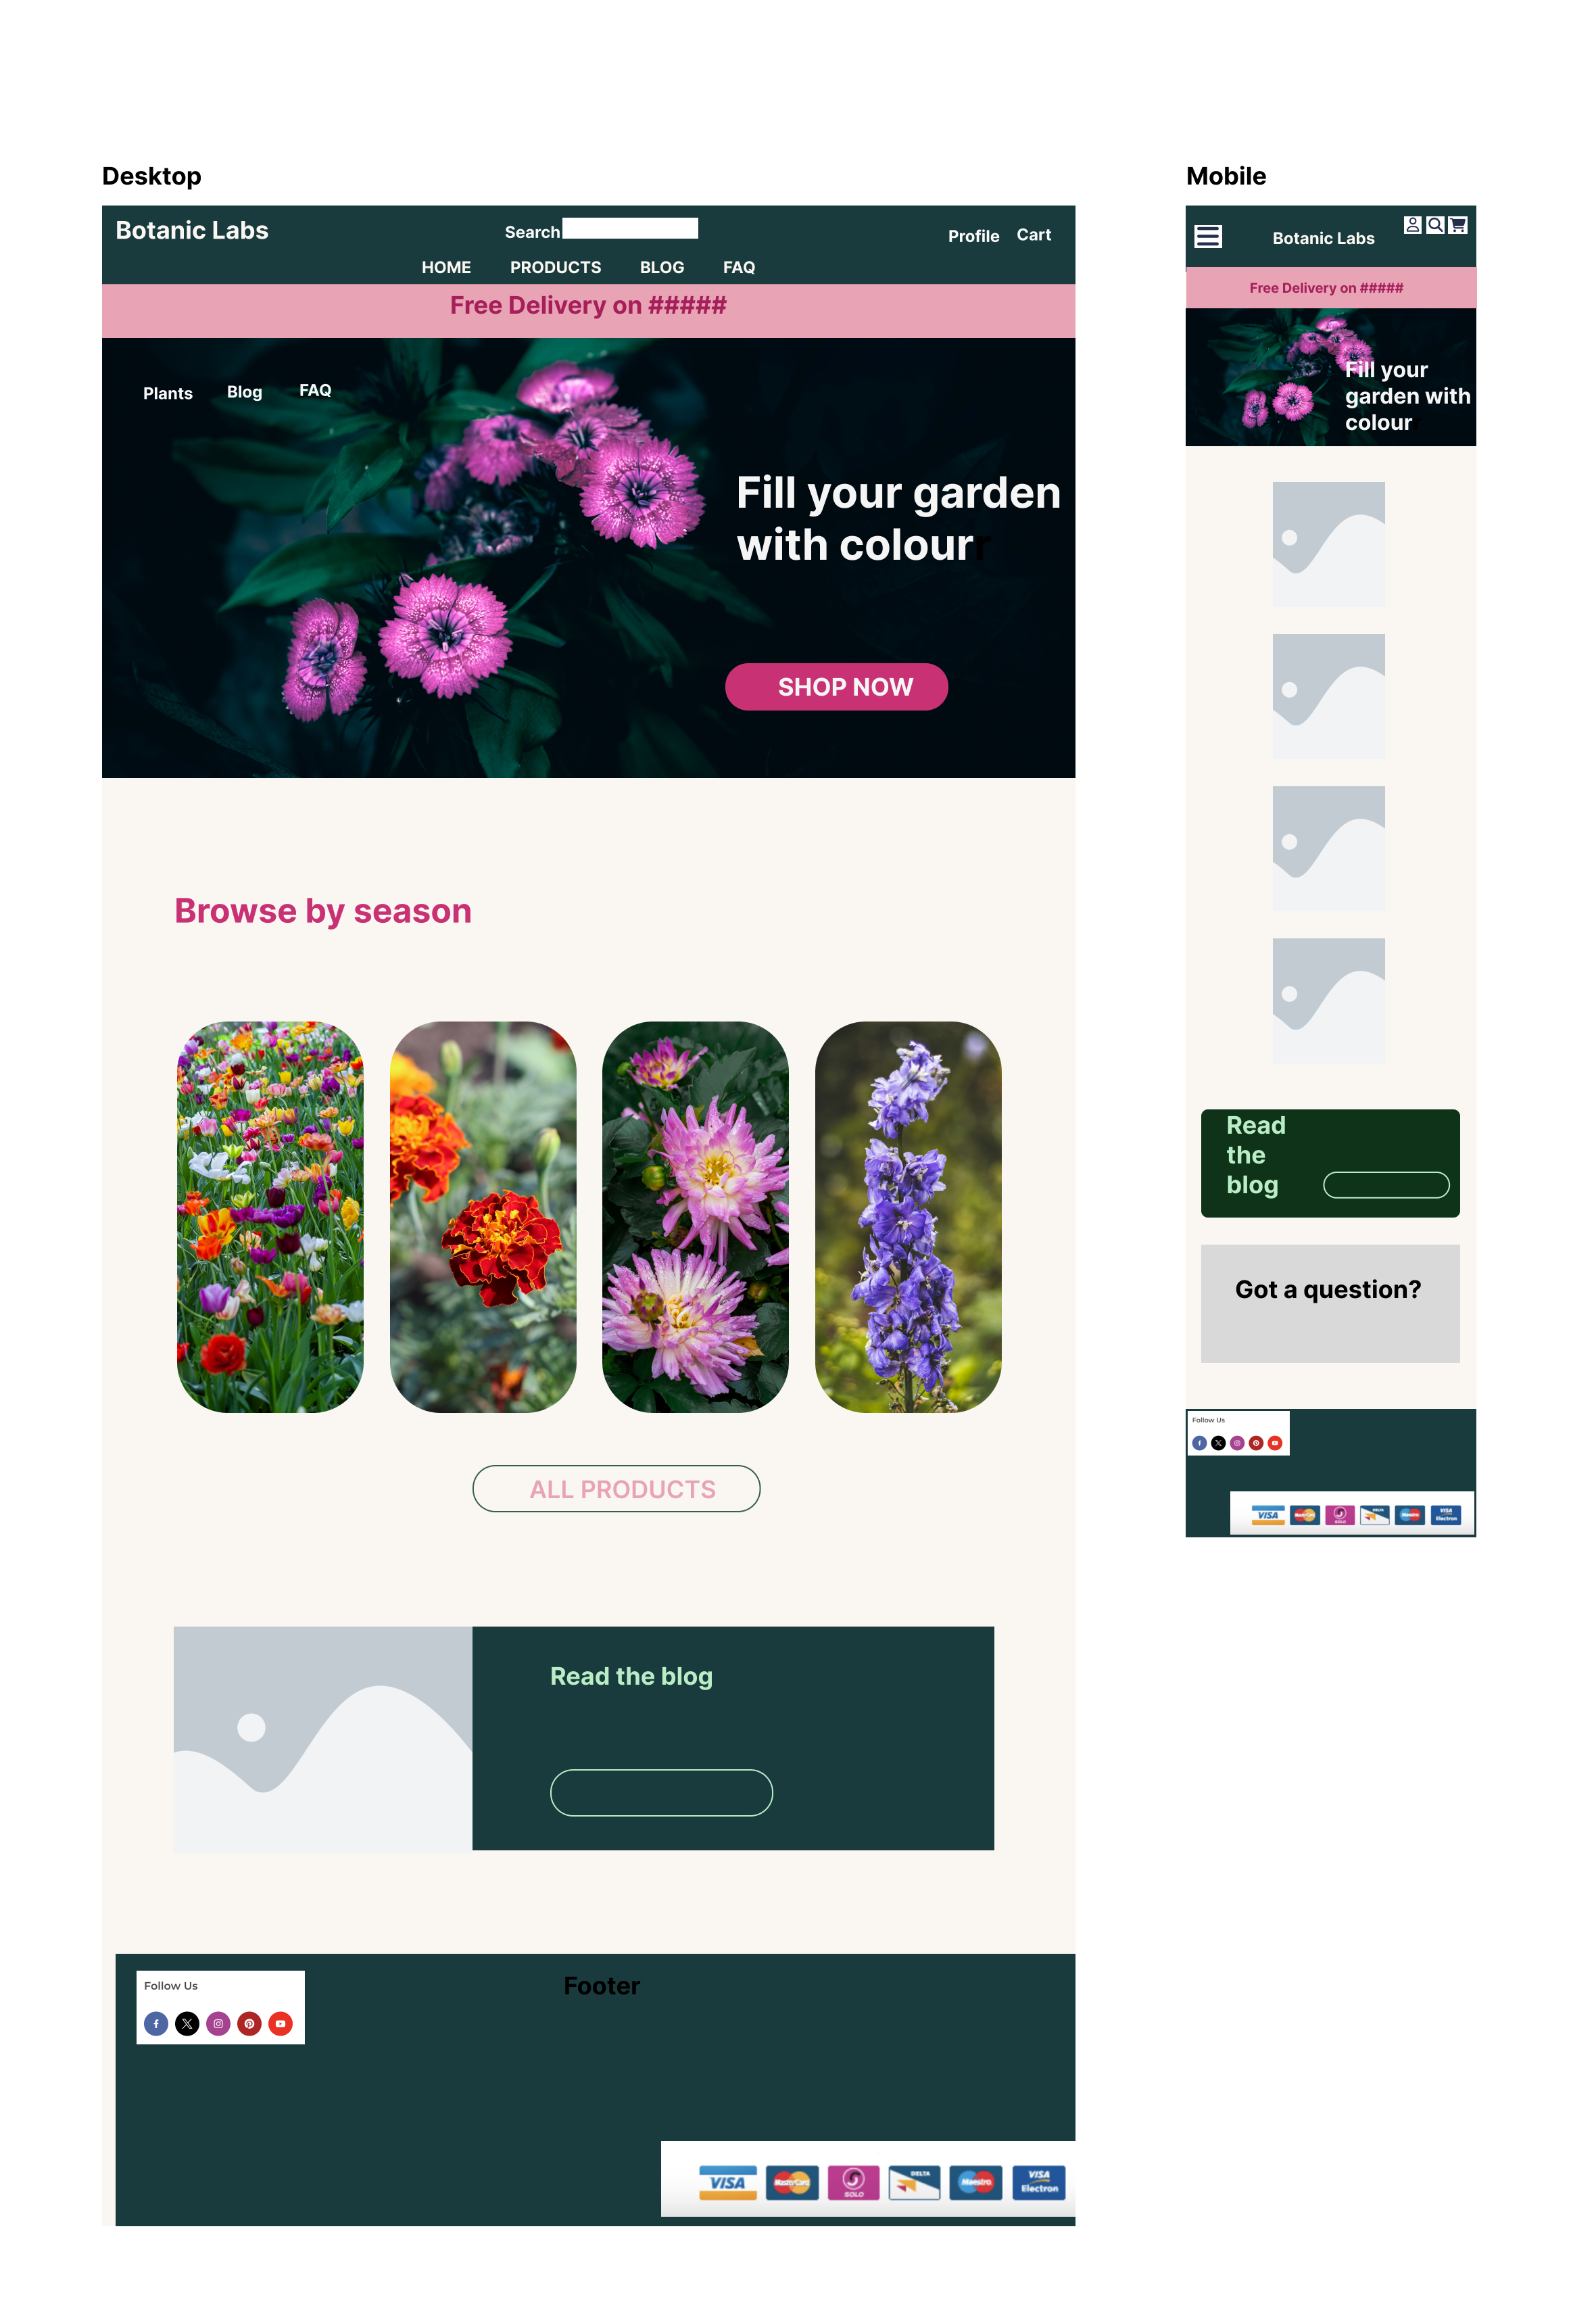 Desktop
Botanic Labs
Search
Profile
Cart
HOME
PRODUCTS
BLOG
FAQ
Free Delivery on #####
Plants
Blog
FAQ
Fill your garden
with colourr
SHOP NOW
Browse by season
ALL PRODUCTS
Read the blog
Footer
Follow Us
VISA
MasterCard
SOLO
DELTA
Maestro
VISA
Electron
Mobile
Botanic Labs
Free Delivery on #####
Fill your
garden with
colourr
Read
the
blog
Got a question?
Follow Us
VISA
MasterCard
SOLO
DELTA
Maestro
VISA
Electron